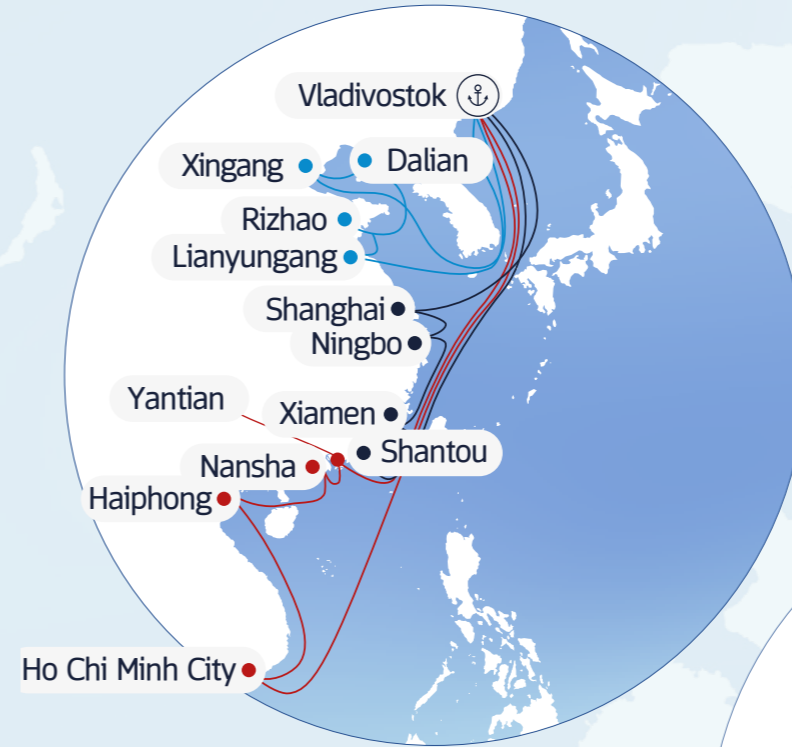 Vladivostok
Xingang
Dalian
Rizhao
Lianyungang
Shanghai
Ningbo
Yantian
Xiamen
Shantou
Nansha
Haiphong
Ho Chi Minh City